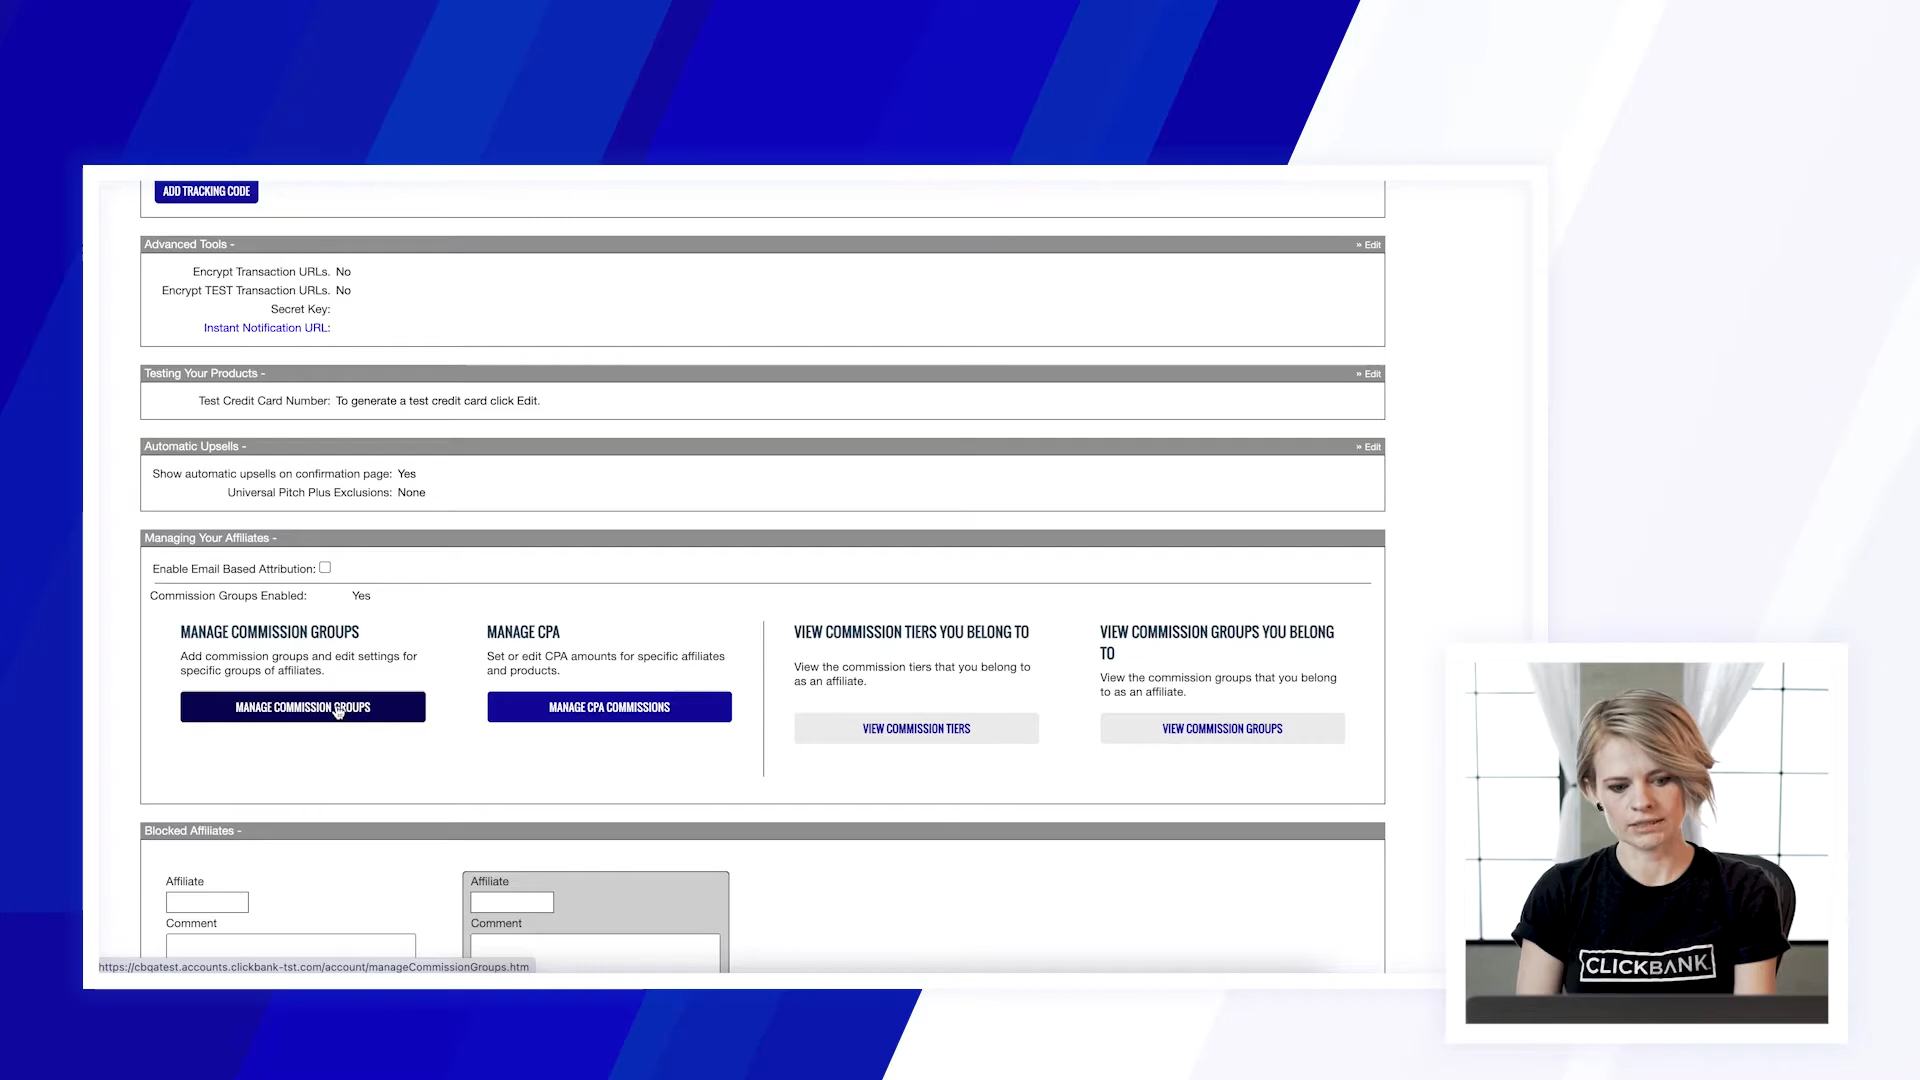 ADD TRACKING CODE
Advanced Tools -
» Edit
Encrypt Transaction URLs. No
Encrypt TEST Transaction URLs. No
Secret Key:
Instant Notification URL:
Testing Your Products -
» Edit
Test Credit Card Number: To generate a test credit card click Edit.
Automatic Upsells -
» Edit
Show automatic upsells on confirmation page: Yes
Universal Pitch Plus Exclusions: None
Managing Your Affiliates -
Enable Email Based Attribution:
Commission Groups Enabled: Yes
MANAGE COMMISSION GROUPS
Add commission groups and edit settings for
specific groups of affiliates.
MANAGE COMMISSION GROUPS
MANAGE CPA
Set or edit CPA amounts for specific affiliates
and products.
MANAGE CPA COMMISSIONS
VIEW COMMISSION TIERS YOU BELONG TO
View the commission tiers that you belong to
as an affiliate.
VIEW COMMISSION TIERS
VIEW COMMISSION GROUPS YOU BELONG
TO
View the commission groups that you belong
to as an affiliate.
VIEW COMMISSION GROUPS
Blocked Affiliates -
Affiliate
Comment
Affiliate
Comment
https://cbqatest.accounts.clickbank-tst.com/account/manageCommissionGroups.htm
CLICKBANK